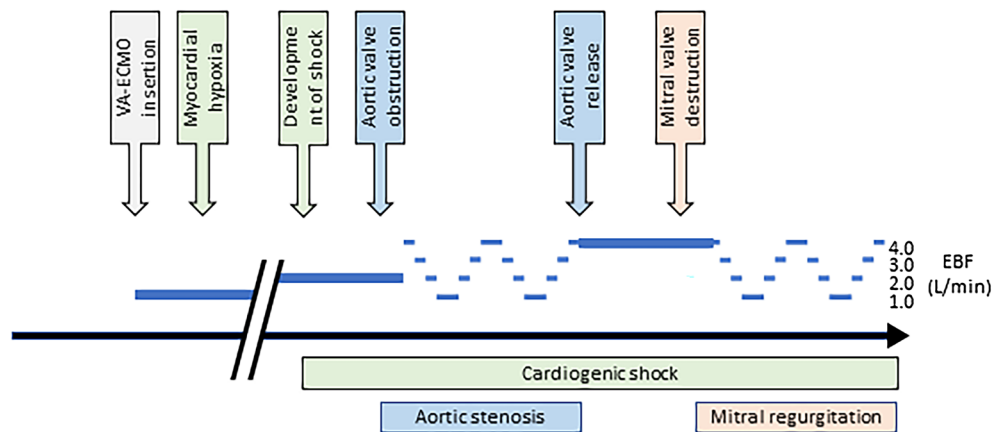 VA-ECMO
insertion
Myocardial
hypoxia
Developme
nt of shock
Aortic valve
obstruction
Aortic valve
release
Mitral valve
destruction
4.0
3.0
2.0
1.0
EBF
(L/min)
Cardiogenic shock
Aortic stenosis
Mitral regurgitation